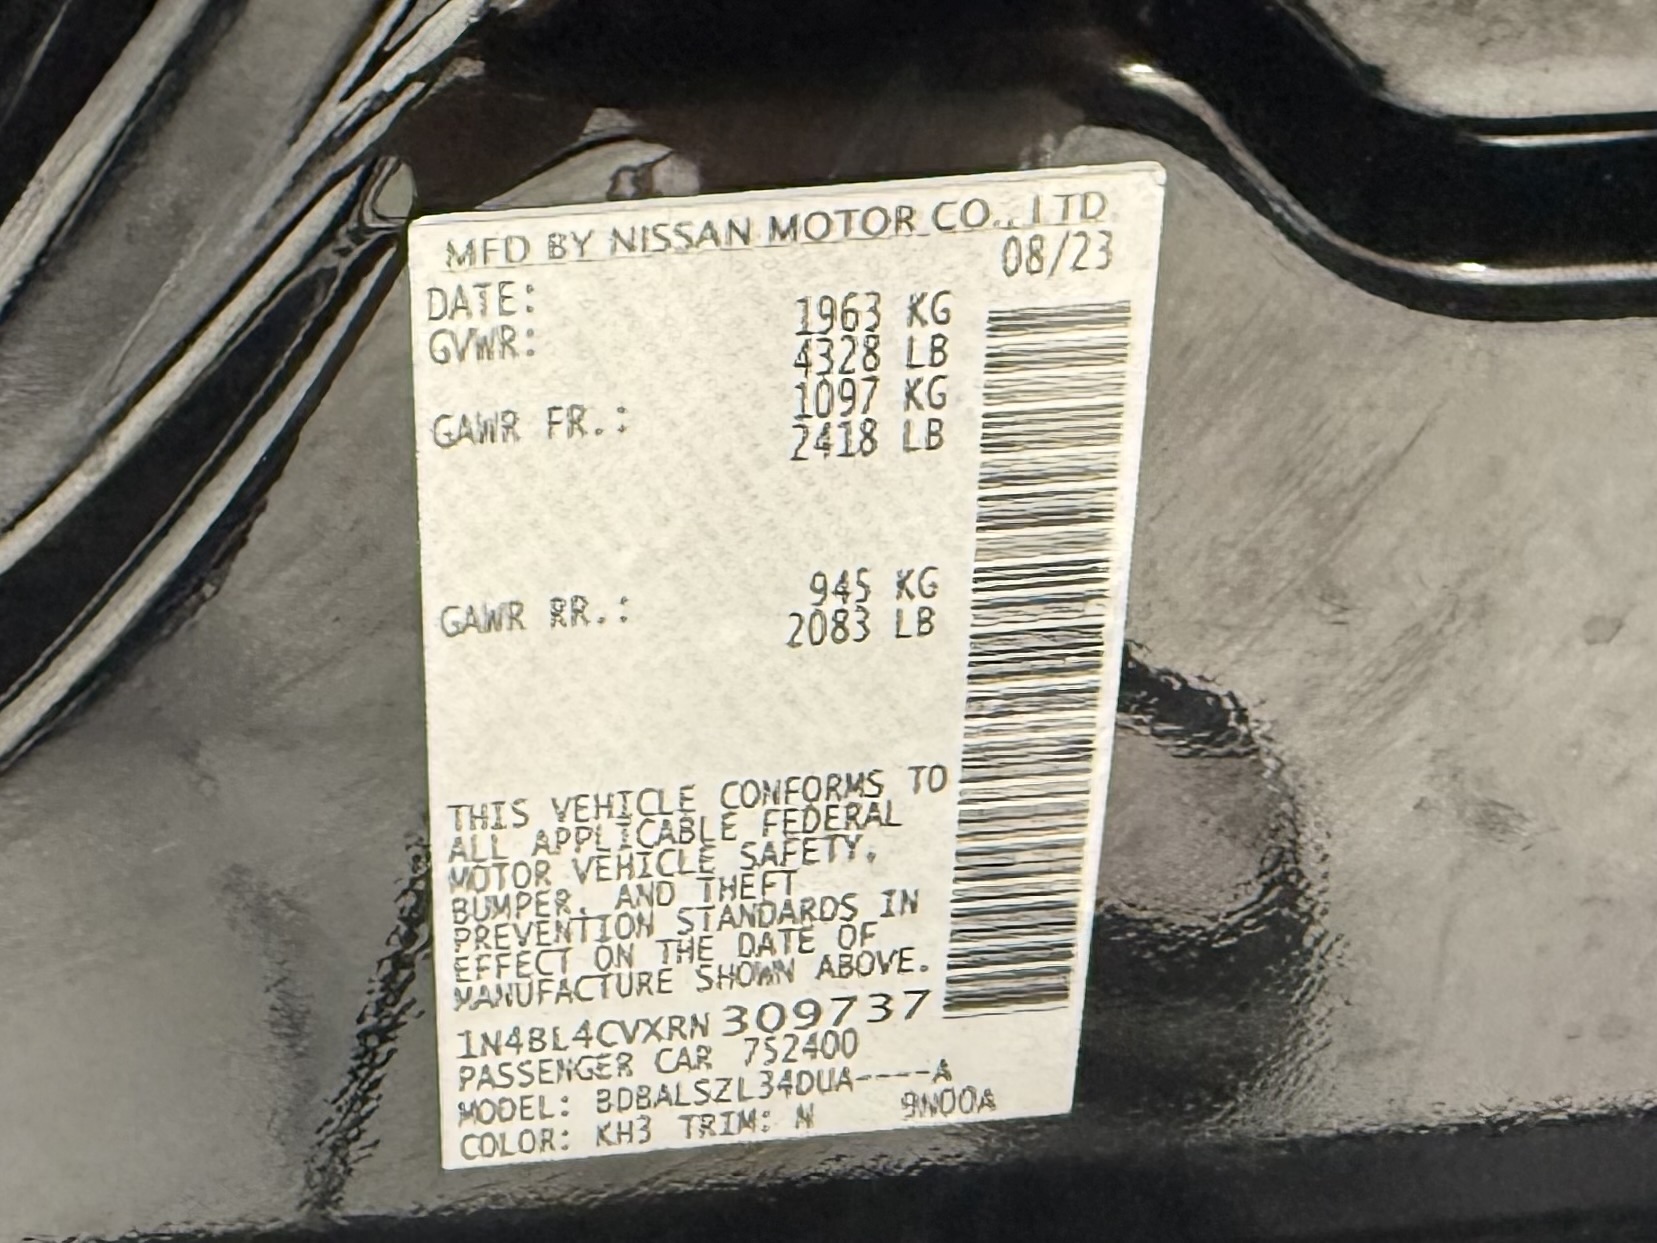 MFD BY NISSAN MOTOR CO., LTD
DATE: 08/23
GVWR: 1963 KG
4328 LB
GAWR FR.: 1097 KG
2418 LB
GAWR RR.: 945 KG
2083 LB
THIS VEHICLE CONFORMS TO
ALL APPLICABLE FEDERAL
MOTOR VEHICLE SAFETY,
BUMPER, AND THEFT
PREVENTION STANDARDS IN
EFFECT ON THE DATE OF
MANUFACTURE SHOWN ABOVE.
1N4BL4CVXRN309737
PASSENGER CAR 752400
MODEL: BDBALSZL34DUA----A
COLOR: KH3 TRIM: N 9N00A